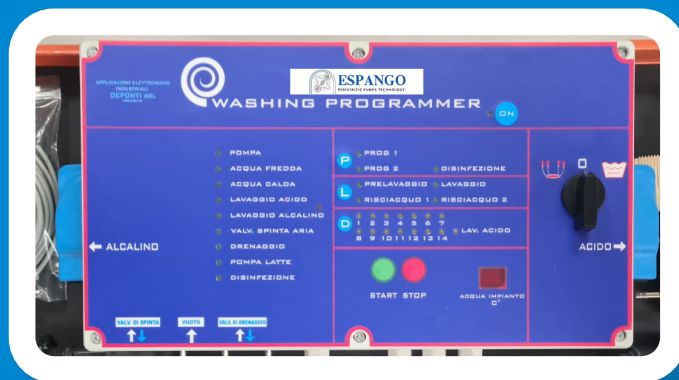 APPLICAZIONI ELETTRONICHE
INDUSTRIALI
DEPONTI SRL
ESPANGO
PERISTALTIC PUMPS TECHNOLOGY
WASHING PROGRAMMER
ON
POMPA
ACQUA FREDDA
ACQUA CALDA
LAVAGGIO ACIDO
LAVAGGIO ALCALINO
VALV. SPINTA ARIA
DRENAGGIO
POMPA LATTE
DISINFEZIONE
← ALCALINO
P
PROG 1
PROG 2
DISINFEZIONE
L
PRELAVAGGIO
LAVAGGIO
RISCIACQUO 1
RISCIACQUO 2
D
1 2 3 4 5 6 7
8 9 10 11 12 13 14
LAV. ACIDO
START STOP
ACQUA IMPIANTO
C°
0
ACIDO →
VALV. DI SPINTA
VUOTO
VALV. DI DRENAGGIO